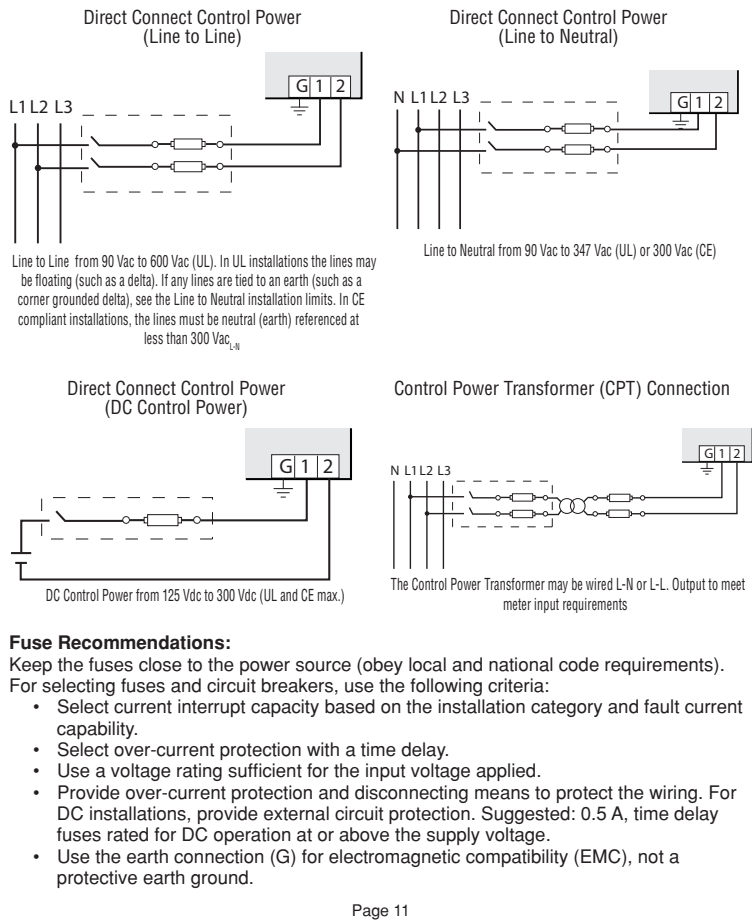 Direct Connect Control Power
(Line to Line)
G 1 2
L1 L2 L3
Line to Line from 90 Vac to 600 Vac (UL). In UL installations the lines may
be floating (such as a delta). If any lines are tied to an earth (such as a
corner grounded delta), see the Line to Neutral installation limits. In CE
compliant installations, the lines must be neutral (earth) referenced at
less than 300 VacL-N
Direct Connect Control Power
(Line to Neutral)
G 1 2
N L1 L2 L3
Line to Neutral from 90 Vac to 347 Vac (UL) or 300 Vac (CE)
Direct Connect Control Power
(DC Control Power)
G 1 2
DC Control Power from 125 Vdc to 300 Vdc (UL and CE max.)
Control Power Transformer (CPT) Connection
G 1 2
N L1 L2 L3
The Control Power Transformer may be wired L-N or L-L. Output to meet
meter input requirements
Fuse Recommendations:
Keep the fuses close to the power source (obey local and national code requirements).
For selecting fuses and circuit breakers, use the following criteria:
• Select current interrupt capacity based on the installation category and fault current
capability.
• Select over-current protection with a time delay.
• Use a voltage rating sufficient for the input voltage applied.
• Provide over-current protection and disconnecting means to protect the wiring. For
DC installations, provide external circuit protection. Suggested: 0.5 A, time delay
fuses rated for DC operation at or above the supply voltage.
• Use the earth connection (G) for electromagnetic compatibility (EMC), not a
protective earth ground.
Page 11